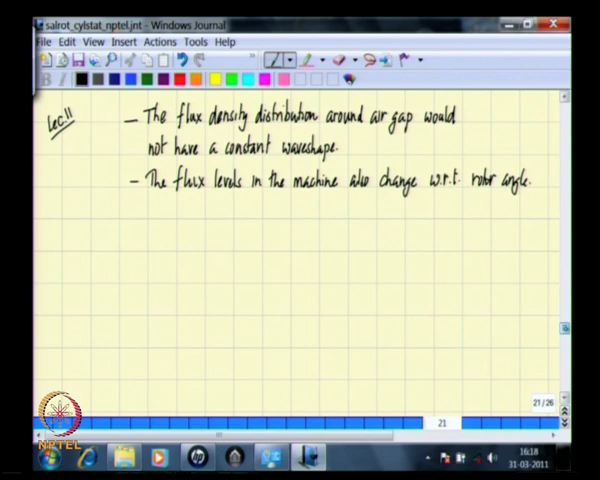 salrot_cylstat_nptel.jnt - Windows Journal
File Edit View Insert Actions Tools Help
Lec.11
– The flux density distribution around air gap would
not have a constant waveshape.
– The flux levels in the machine also change w.r.t. rotor angle.
21 / 26
21
NPTEL
16:18
31-03-2011